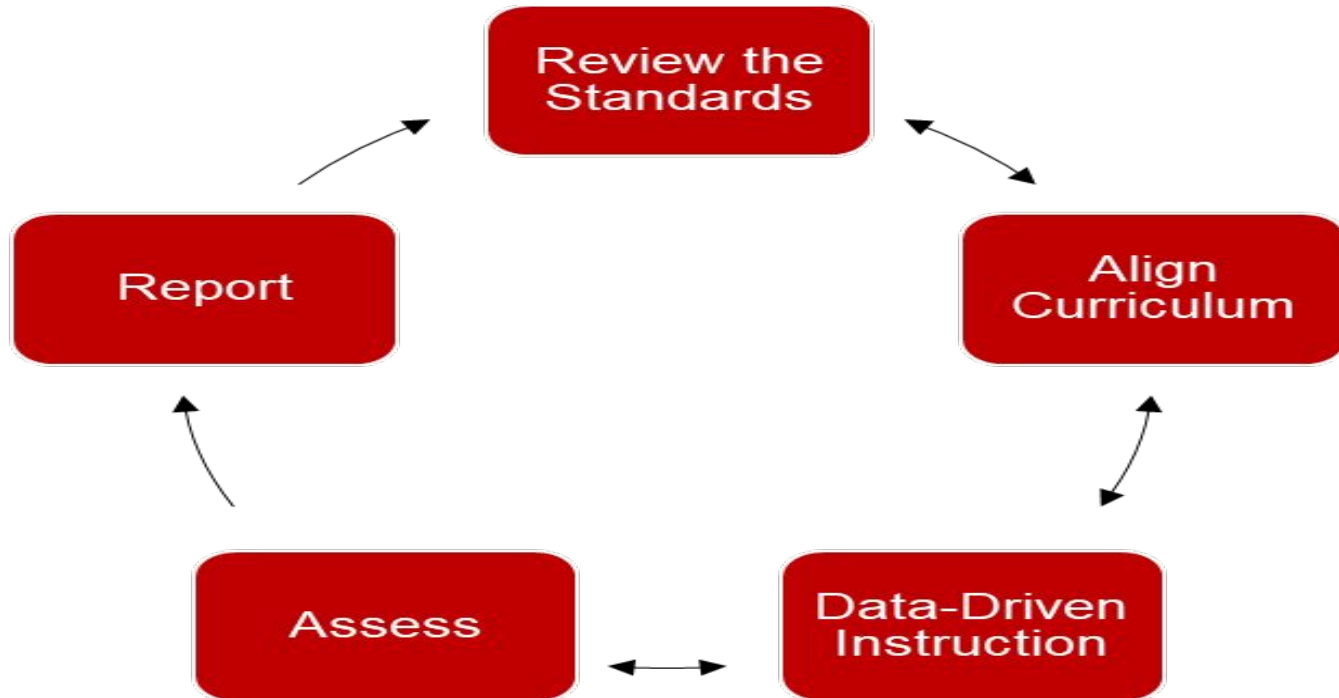 Review the
Standards
Align
Curriculum
Data-Driven
Instruction
Assess
Report